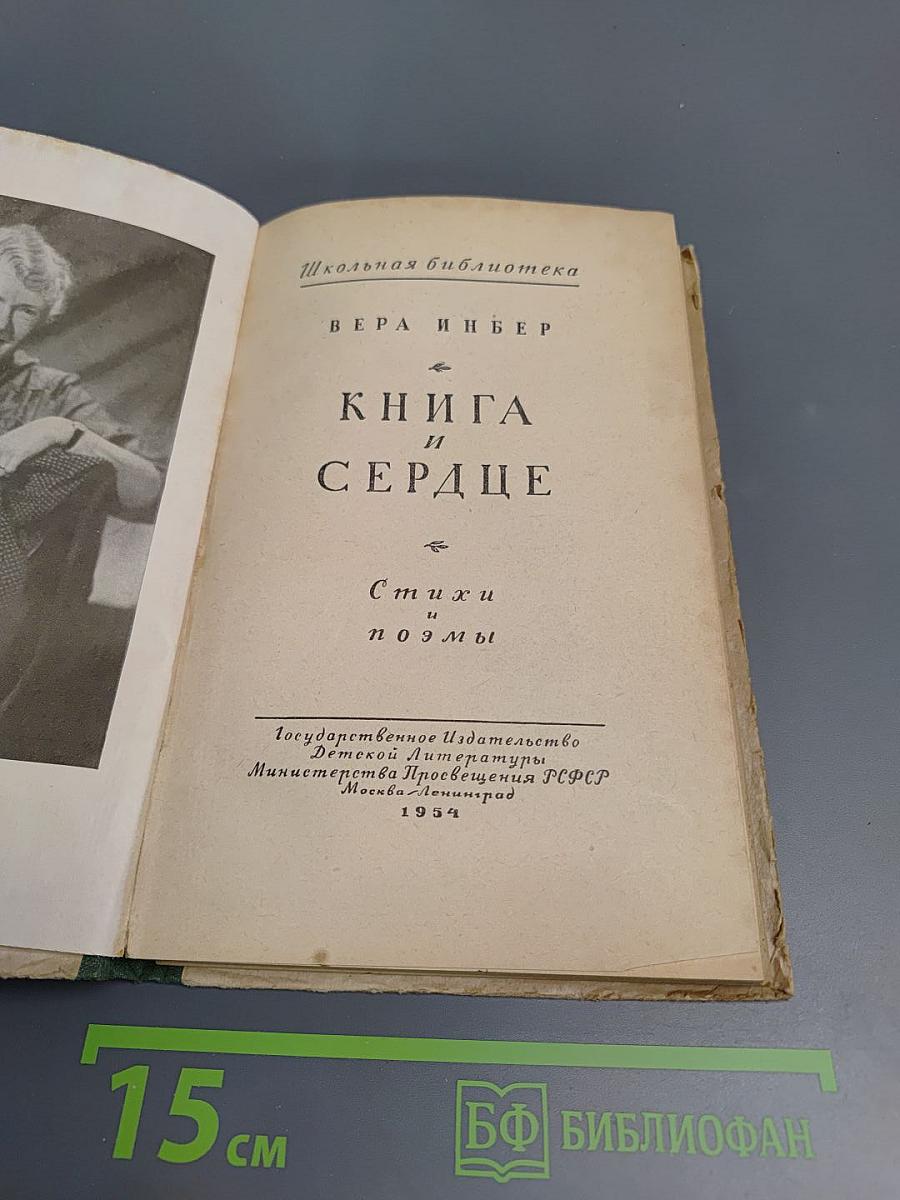 Школьная библиотека
ВЕРА ИНБЕР
КНИГА
И
СЕРДЦЕ
Стихи
и
поэмы
Государственное Издательство
Детской Литературы
Министерства Просвещения РСФСР
Москва—Ленинград
1954
15 см
БФ БИБЛИОФАН